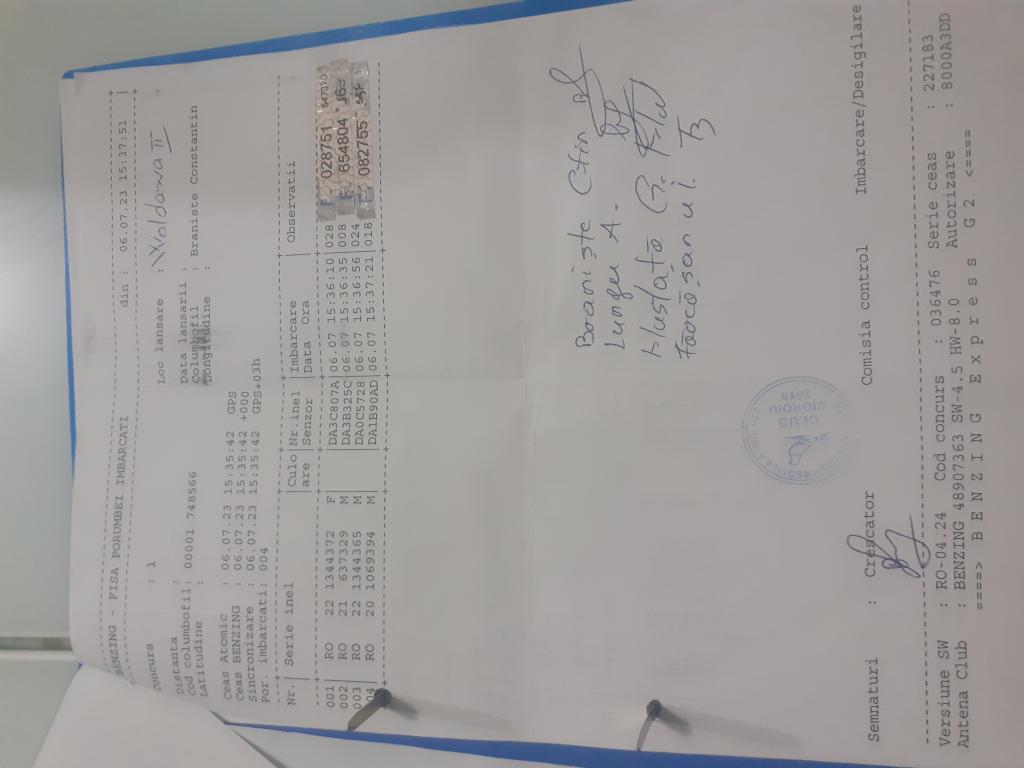 BENZING - FISA PORUMBEI IMBARCATI din : 06.07.23 15:37:51
Concurs : 1 Loc lansare : Woldawa II
Distanta : Data lansarii :
Cod columbofil: 00001 748566 Columbofil : Braniste Constantin
Latitudine : Longitudine :
Ceas Atomic : 06.07.23 15:35:42 GPS
Ceas BENZING : 06.07.23 15:35:42 +000
Sincronizare : 06.07.23 15:35:42 GPS+03h
Por. imbarcati: 004
Nr.| Serie inel |Culo|Nr.inel |Imbarcare |Observatii
are |Senzor |Data Ora
001| RO 22 1344372 F |DA3C807A|06.07 15:36:10|028 F 028751
002| RO 21 637329 M |DA3B325C|06.07 15:36:35|008 F 654804
003| RO 22 1344365 M |DA0C5728|06.07 15:36:56|024 082755
04| RO 20 1069394 M |DA1B90AD|06.07 15:37:21|018
Braniste Ctin
Lungu A.
Hustata G.
i.
CLUB
CIOROIU
2019
Semnaturi : Crescator Comisia control Imbarcare/Desigilare
Versiune SW : RO-04.24 Cod concurs : 036476 Serie ceas : 227183
Antena Club : BENZING 48907363 SW-4.5 HW-8.0 Autorizare : 8000A3DD
====> B E N Z I N G E x p r e s s G 2 <====